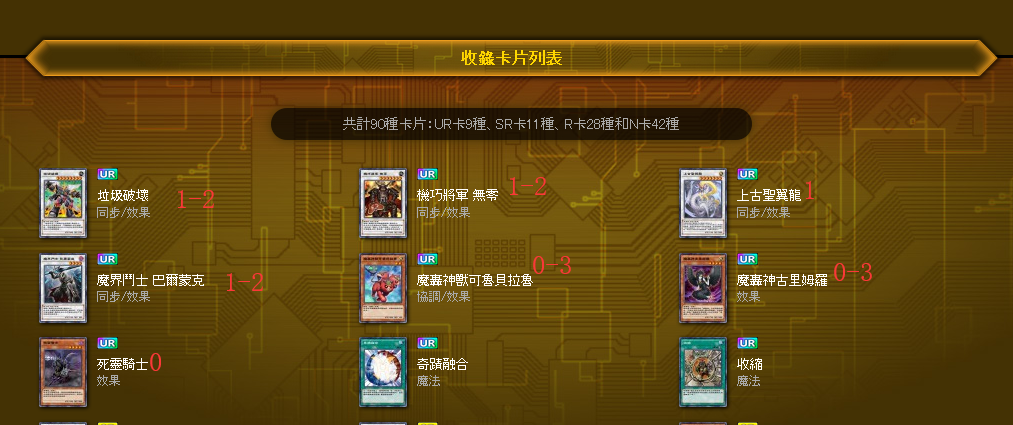 收錄卡片列表
共計90種卡片：UR卡9種、SR卡11種、R卡28種和N卡42種
UR
垃圾破壞 1-2
同步/效果
UR
機巧將軍 無零 1-2
同步/效果
UR
上古聖翼龍 1
同步/效果
UR
魔界鬥士 巴爾蒙克 1-2
同步/效果
UR
魔轟神獸可魯貝拉魯 0-3
協調/效果
UR
魔轟神古里姆羅 0-3
效果
UR
死靈騎士 0
效果
UR
奇蹟融合
魔法
UR
收縮
魔法